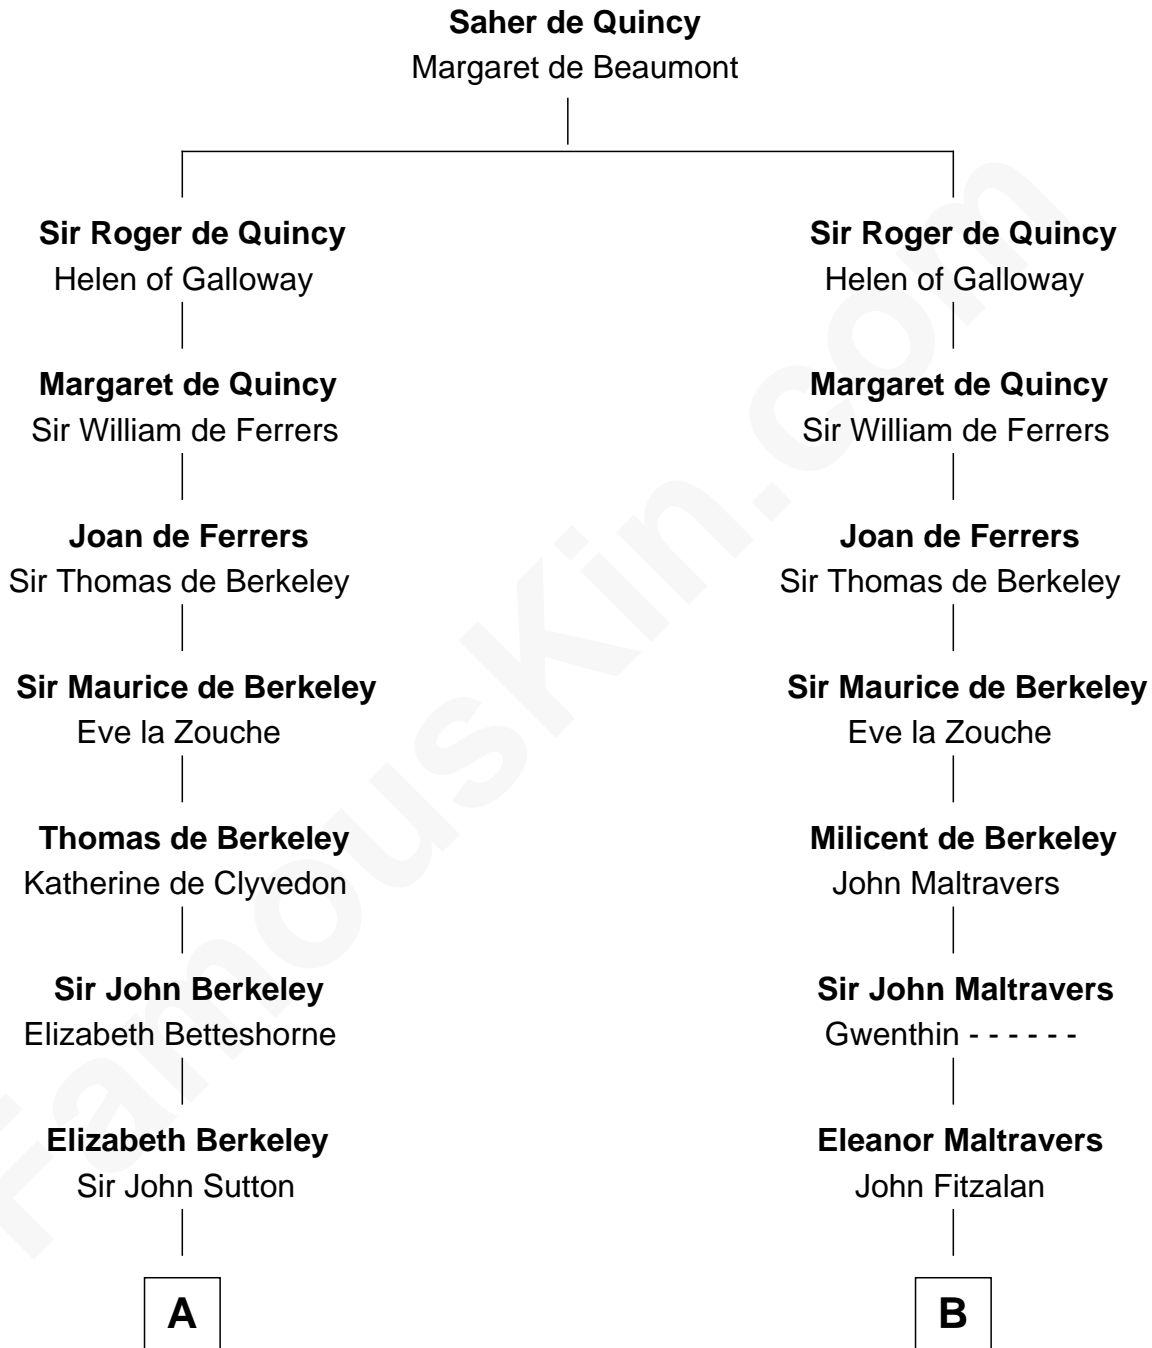 Saher de Quincy
Margaret de Beaumont
Sir Roger de Quincy
Helen of Galloway
Sir Roger de Quincy
Helen of Galloway
Margaret de Quincy
Sir William de Ferrers
Margaret de Quincy
Sir William de Ferrers
Joan de Ferrers
Sir Thomas de Berkeley
Joan de Ferrers
Sir Thomas de Berkeley
Sir Maurice de Berkeley
Eve la Zouche
Sir Maurice de Berkeley
Eve la Zouche
Thomas de Berkeley
Katherine de Clyvedon
Milicent de Berkeley
John Maltravers
Sir John Berkeley
Elizabeth Betteshorne
Sir John Maltravers
Gwenthin - - - - - -
Elizabeth Berkeley
Sir John Sutton
Eleanor Maltravers
John Fitzalan
A
B
FamousKin.com